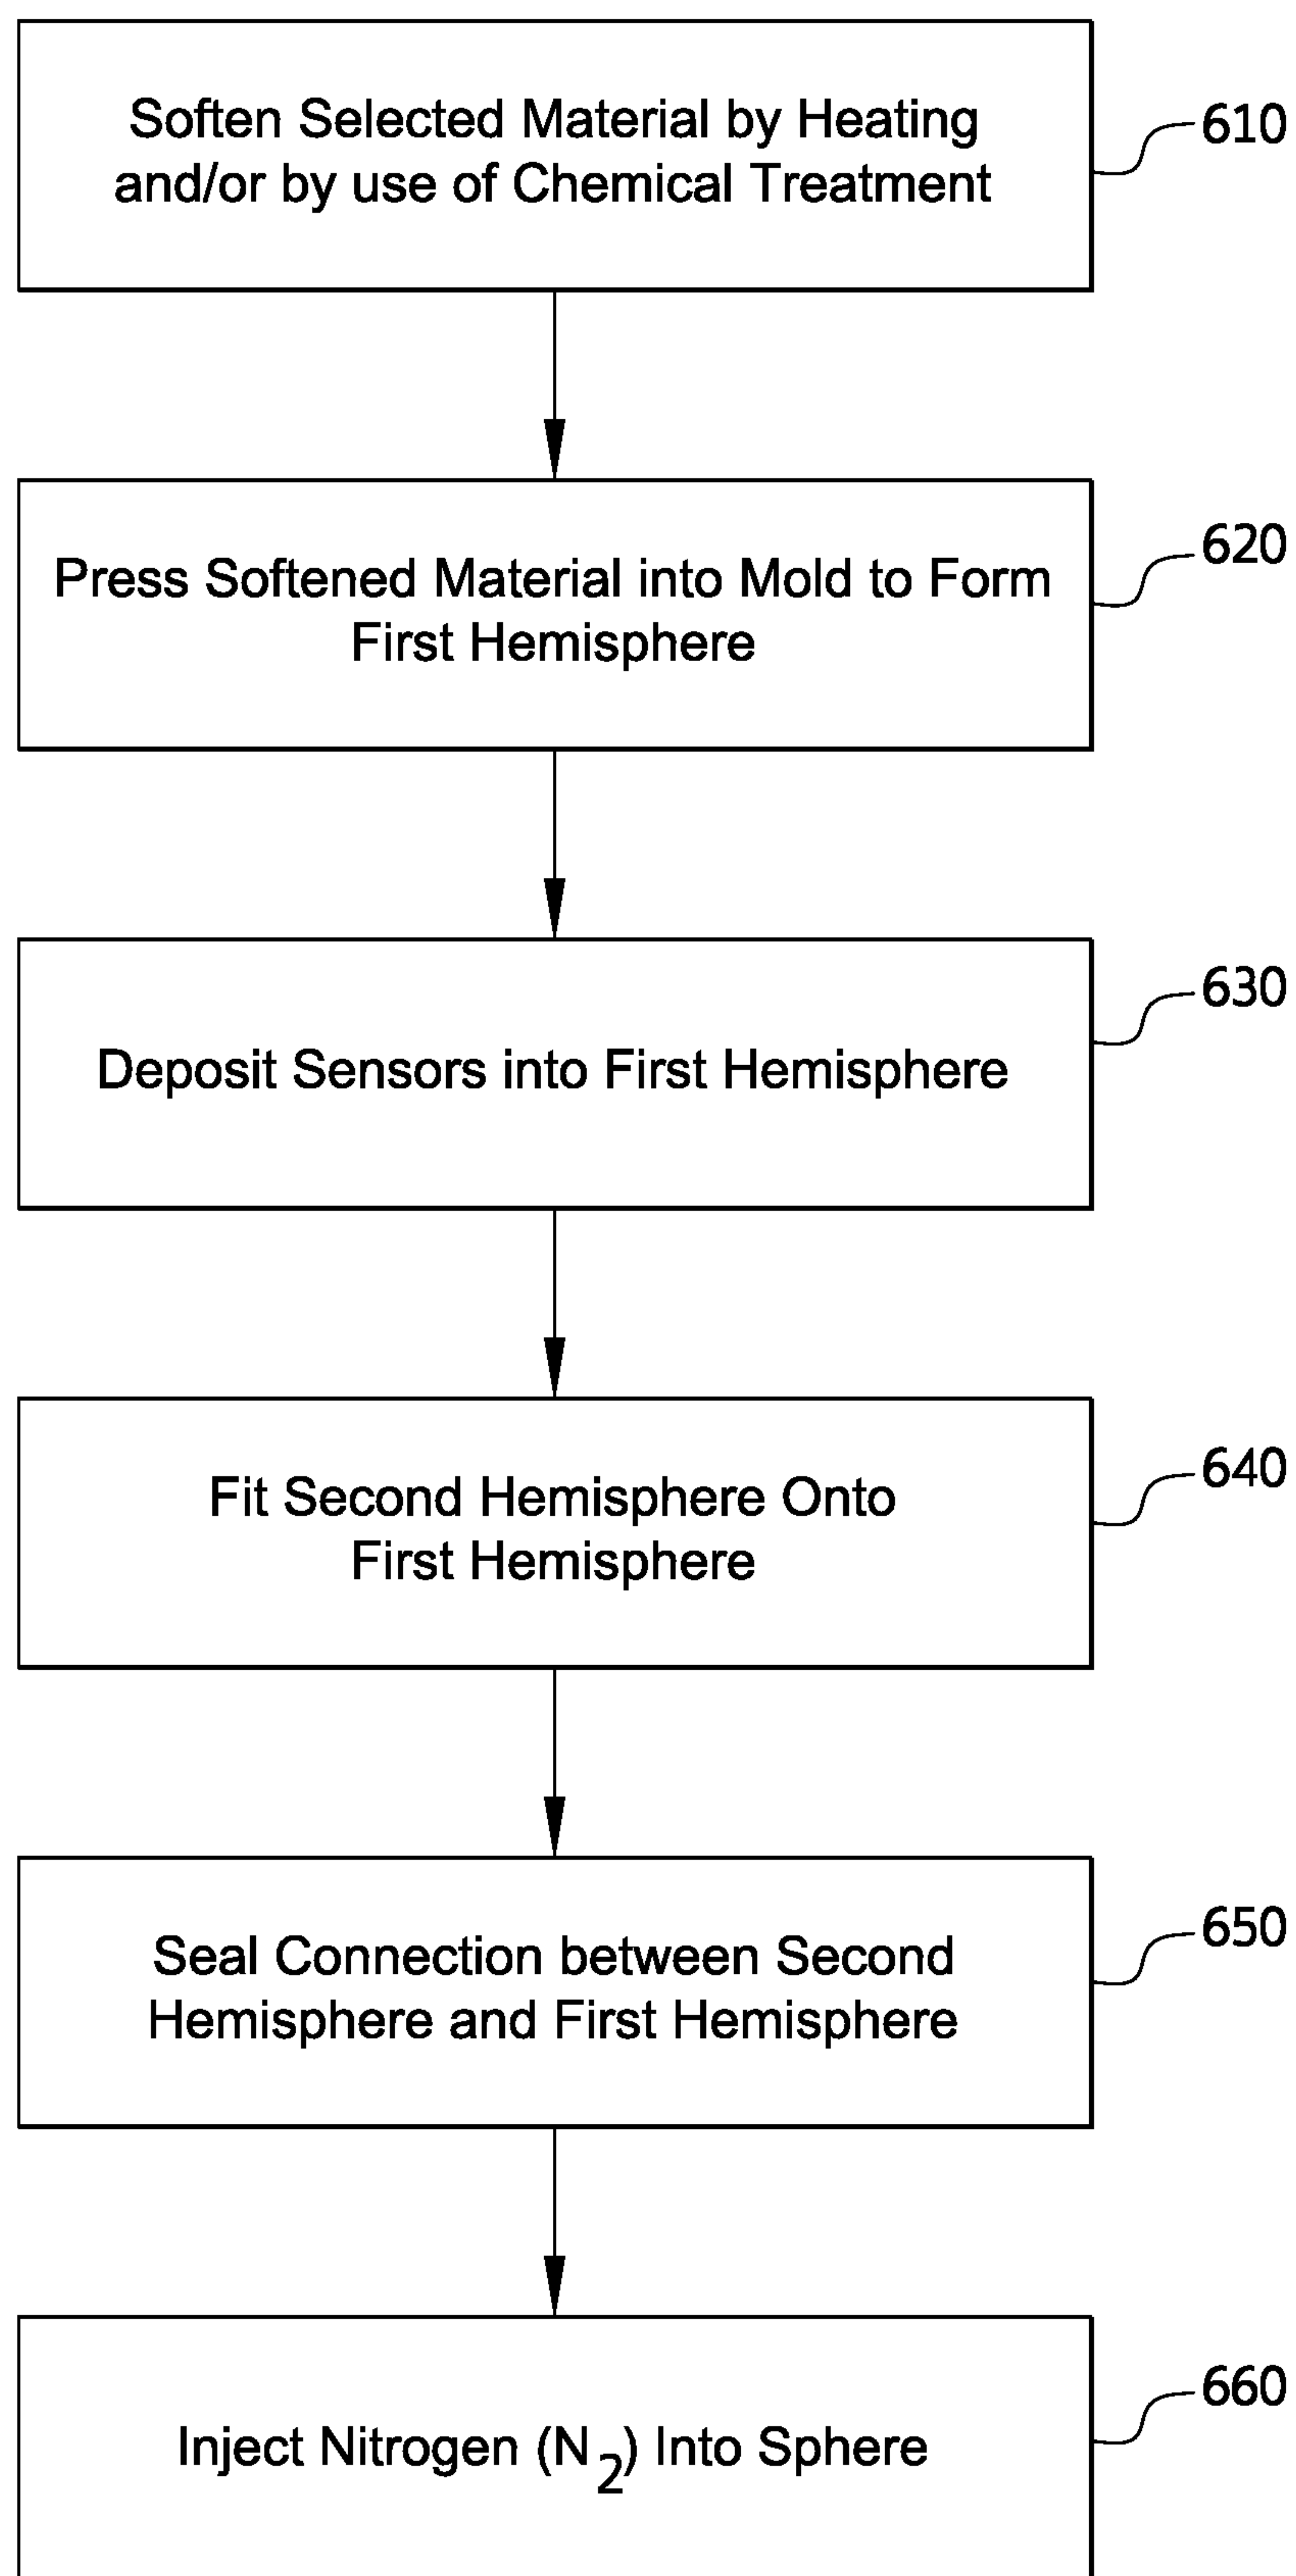 Soften Selected Material by Heating
and/or by use of Chemical Treatment
610
Press Softened Material into Mold to Form
First Hemisphere
620
Deposit Sensors into First Hemisphere
630
Fit Second Hemisphere Onto
First Hemisphere
640
Seal Connection between Second
Hemisphere and First Hemisphere
650
Inject Nitrogen (N2) Into Sphere
660